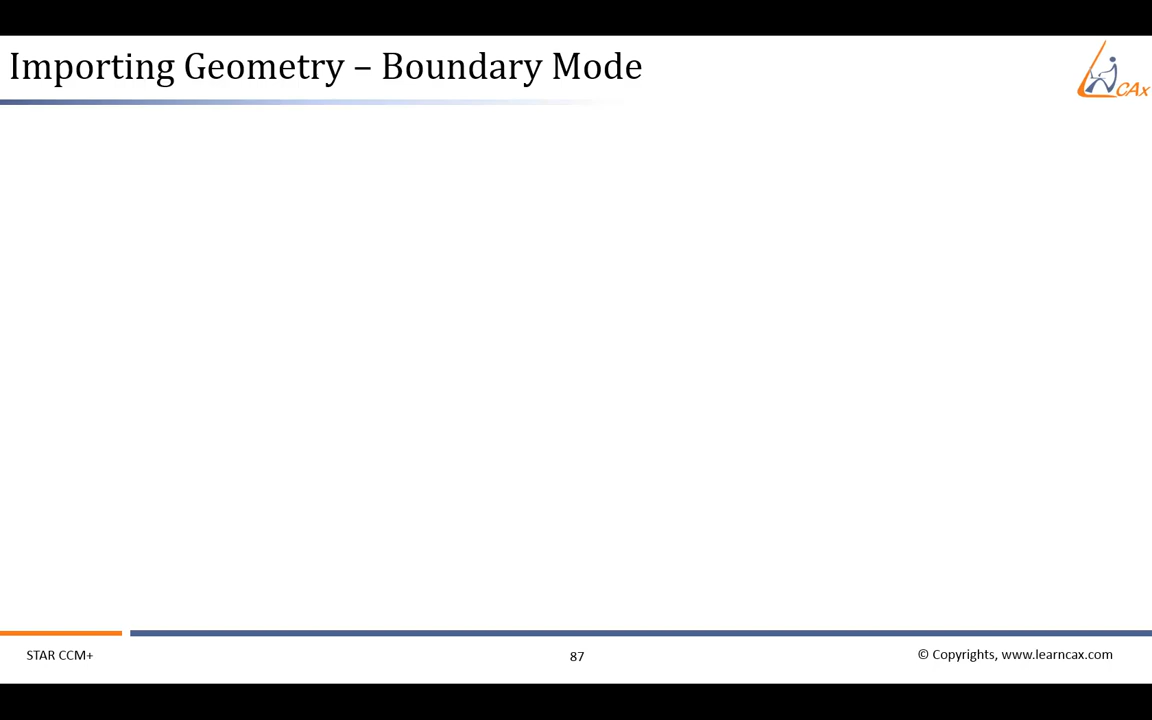 Importing Geometry – Boundary Mode
CAx
STAR CCM+
87
© Copyrights, www.learncax.com